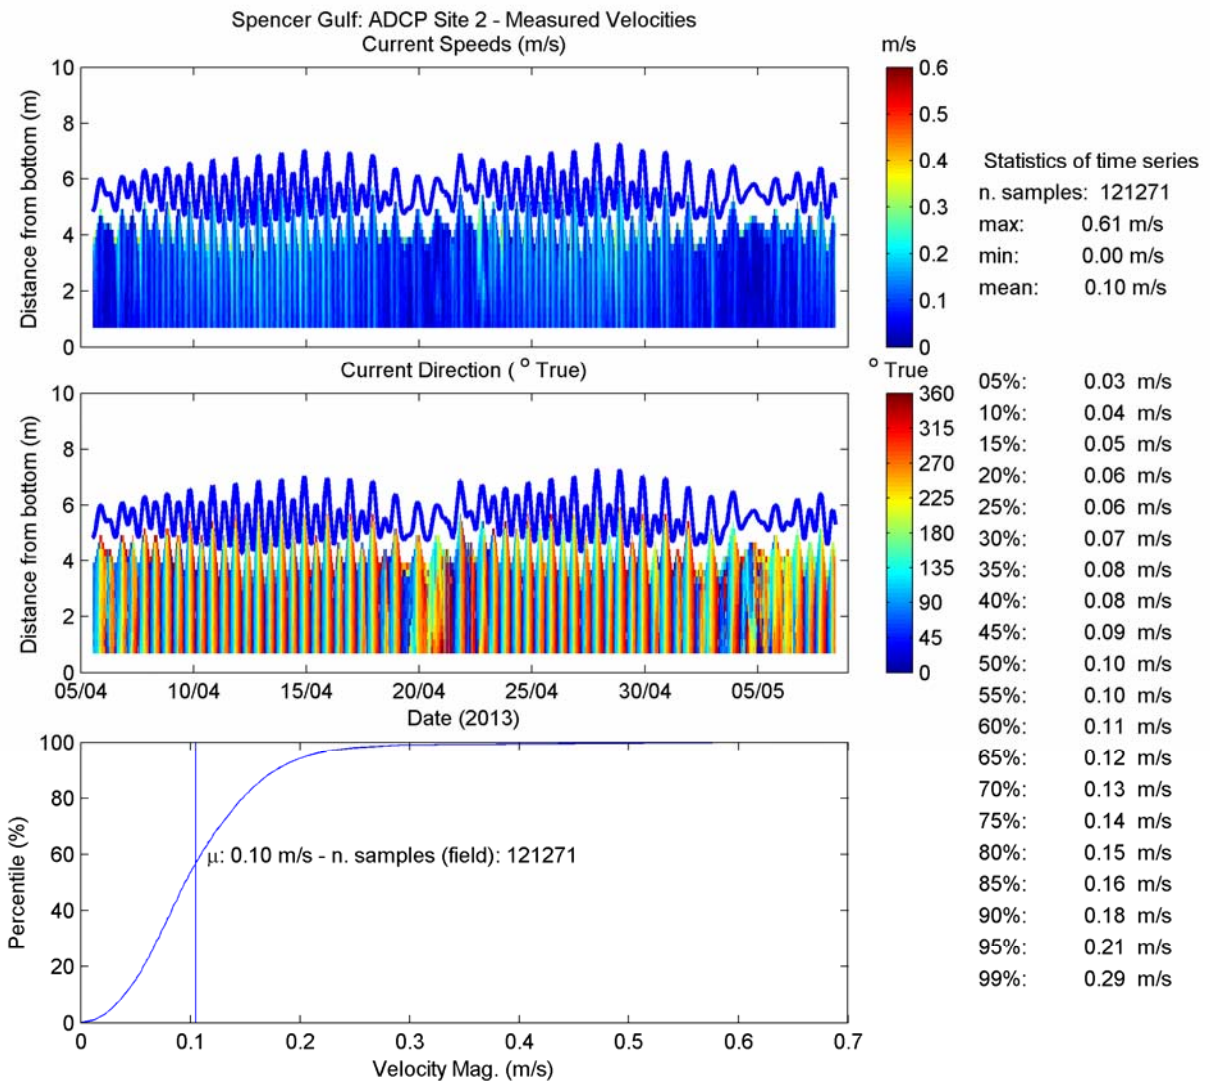 Spencer Gulf: ADCP Site 2 - Measured Velocities
Current Speeds (m/s)
m/s
Distance from bottom (m)
10
8
6
4
2
0
0.6
0.5
0.4
0.3
0.2
0.1
0
Statistics of time series
n. samples: 121271
max: 0.61 m/s
min: 0.00 m/s
mean: 0.10 m/s
Current Direction ( ° True)
° True
Distance from bottom (m)
10
8
6
4
2
0
360
315
270
225
180
135
90
45
0
05/04 10/04 15/04 20/04 25/04 30/04 05/05
Date (2013)
05%: 0.03 m/s
10%: 0.04 m/s
15%: 0.05 m/s
20%: 0.06 m/s
25%: 0.06 m/s
30%: 0.07 m/s
35%: 0.08 m/s
40%: 0.08 m/s
45%: 0.09 m/s
50%: 0.10 m/s
55%: 0.10 m/s
60%: 0.11 m/s
65%: 0.12 m/s
70%: 0.13 m/s
75%: 0.14 m/s
80%: 0.15 m/s
85%: 0.16 m/s
90%: 0.18 m/s
95%: 0.21 m/s
99%: 0.29 m/s
Percentile (%)
100
80
60
40
20
0
μ: 0.10 m/s - n. samples (field): 121271
0 0.1 0.2 0.3 0.4 0.5 0.6 0.7
Velocity Mag. (m/s)